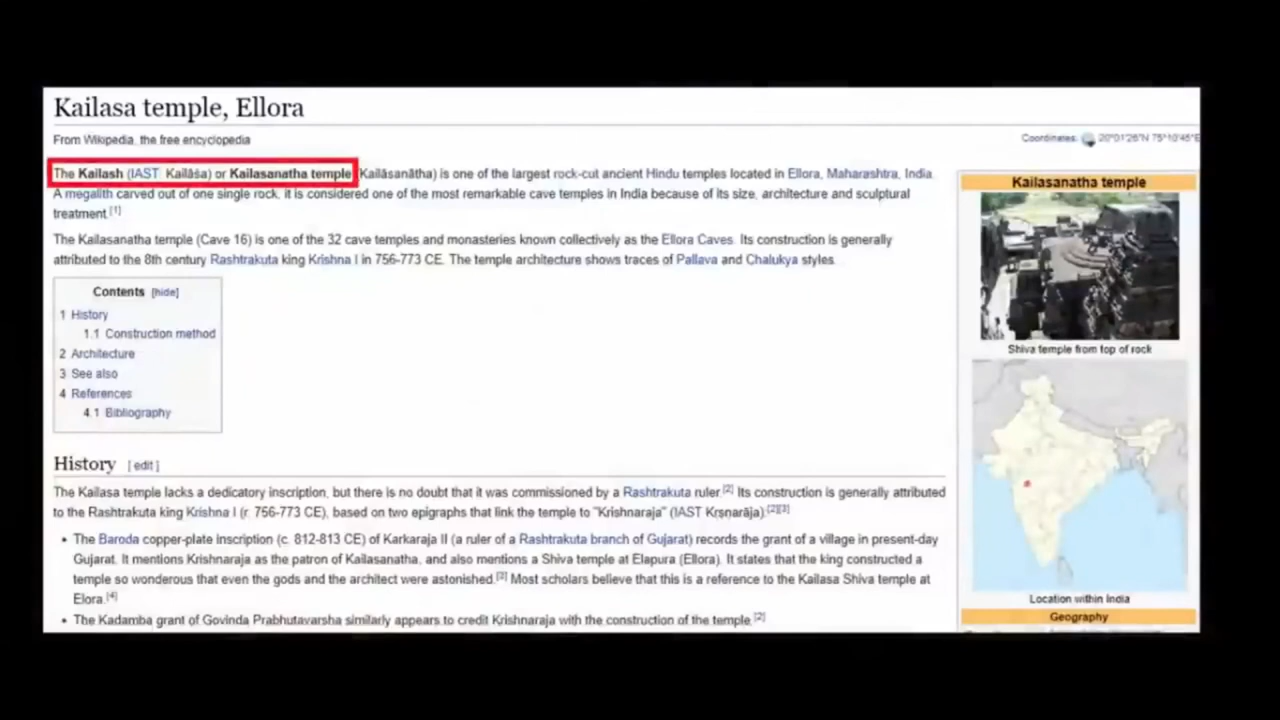 Kailasa temple, Ellora
From Wikipedia, the free encyclopedia
Coordinates: 20°01'26"N 75°10'45"E
The Kailash (IAST Kailāśa) or Kailasanatha temple (Kailāsanātha) is one of the largest rock-cut ancient Hindu temples located in Ellora, Maharashtra, India.
A megalith carved out of one single rock, it is considered one of the most remarkable cave temples in India because of its size, architecture and sculptural
treatment.[1]
The Kailasanatha temple (Cave 16) is one of the 32 cave temples and monasteries known collectively as the Ellora Caves. Its construction is generally
attributed to the 8th century Rashtrakuta king Krishna I in 756-773 CE. The temple architecture shows traces of Pallava and Chalukya styles.
Contents [hide]
1 History
1.1 Construction method
2 Architecture
3 See also
4 References
4.1 Bibliography
History [ edit ]
The Kailasa temple lacks a dedicatory inscription, but there is no doubt that it was commissioned by a Rashtrakuta ruler.[2] Its construction is generally attributed
to the Rashtrakuta king Krishna I (r. 756-773 CE), based on two epigraphs that link the temple to "Krishnaraja" (IAST Kṛṣṇarāja):[2][3]
• The Baroda copper-plate inscription (c. 812-813 CE) of Karkaraja II (a ruler of a Rashtrakuta branch of Gujarat) records the grant of a village in present-day
Gujarat. It mentions Krishnaraja as the patron of Kailasanatha, and also mentions a Shiva temple at Elapura (Ellora). It states that the king constructed a
temple so wondrous that even the gods and the architect were astonished.[3] Most scholars believe that this is a reference to the Kailasa Shiva temple at
Elora.[4]
• The Kadamba grant of Govinda Prabhutavarsha similarly appears to credit Krishnaraja with the construction of the temple.[2]
Kailasanatha temple
Shiva temple from top of rock
Location within India
Geography